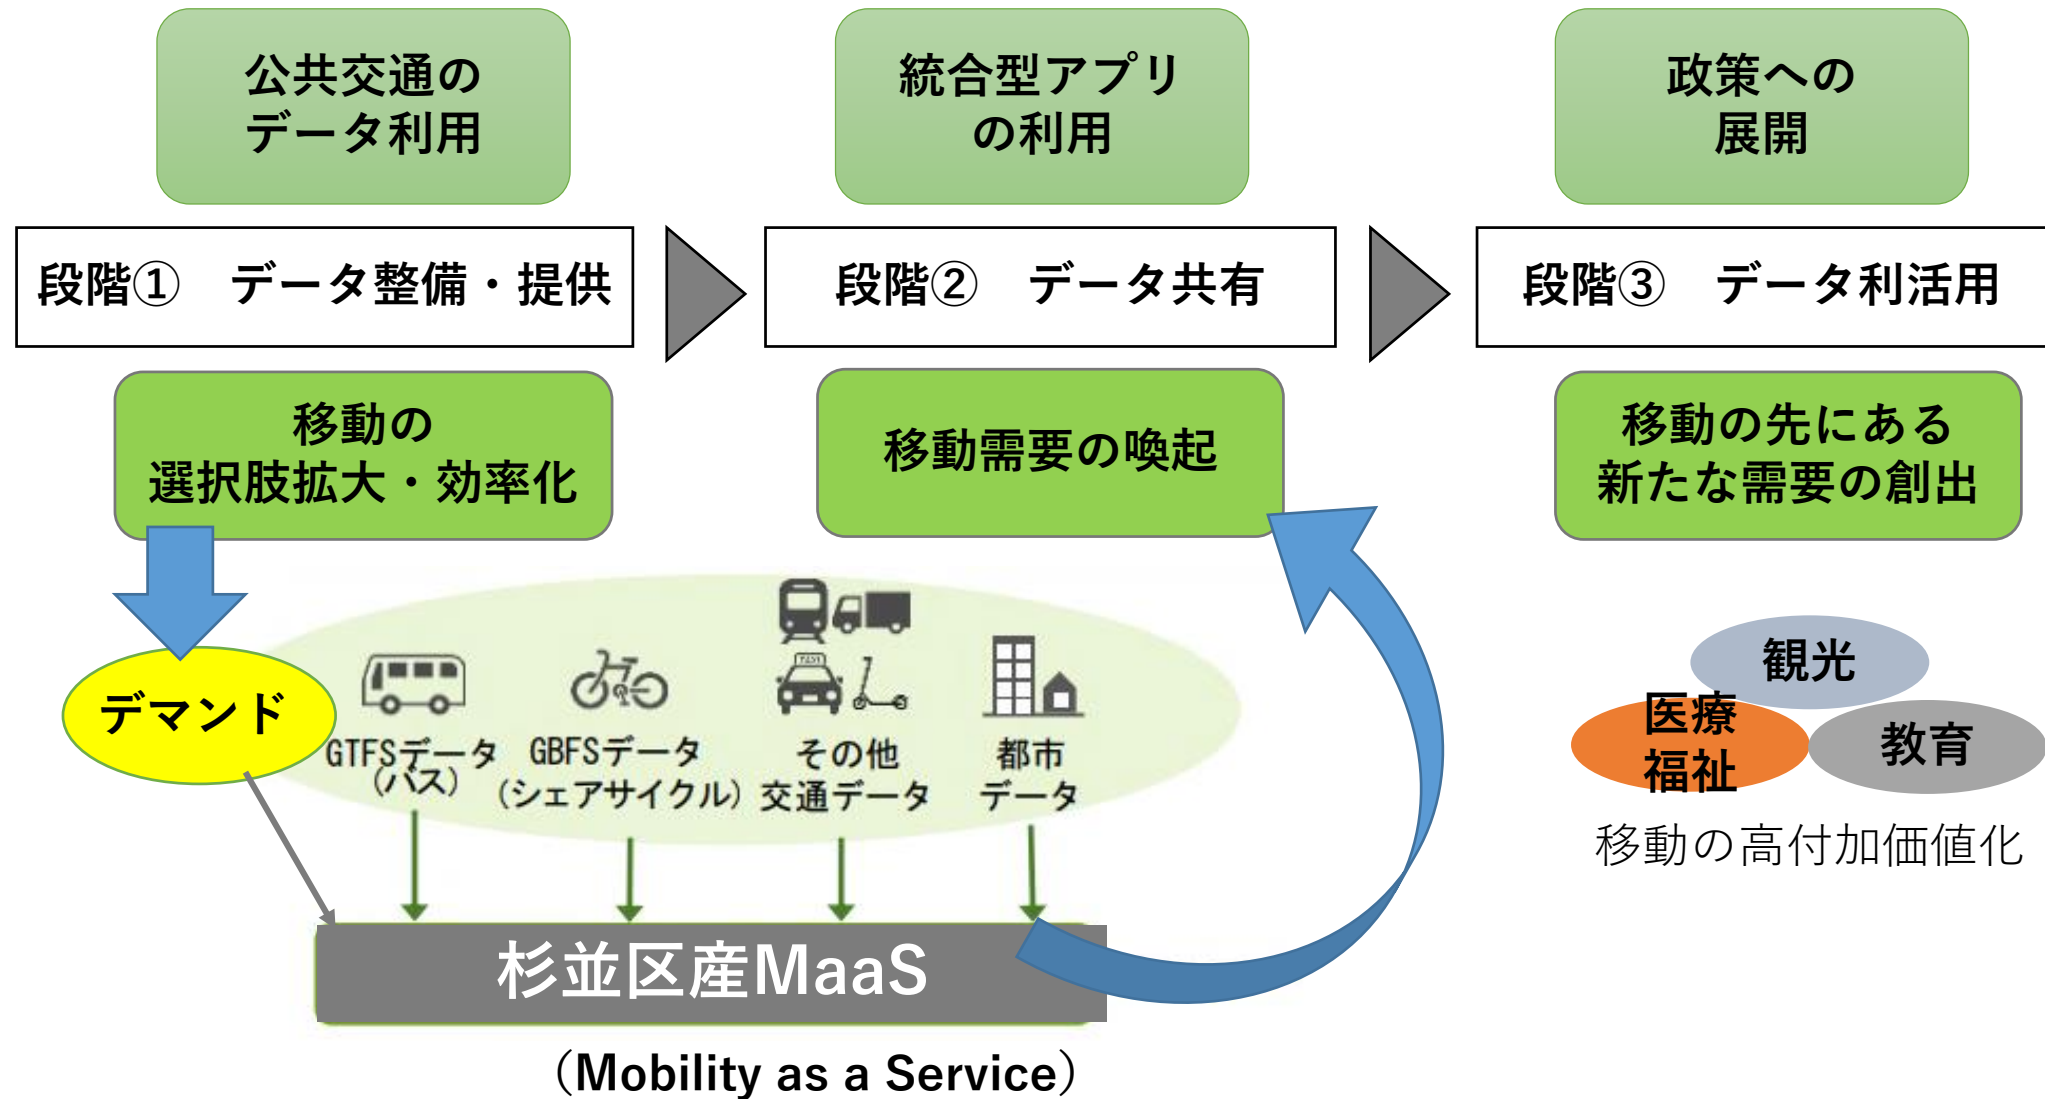 公共交通の
データ利用
統合型アプリ
の利用
政策への
展開
段階①　データ整備・提供
段階②　データ共有
段階③　データ利活用
移動の
選択肢拡大・効率化
移動需要の喚起
移動の先にある
新たな需要の創出
デマンド
GTFSデータ
(バス)
GBFSデータ
(シェアサイクル)
TAXI
その他
交通データ
都市
データ
観光
医療
福祉
教育
移動の高付加価値化
杉並区産MaaS
（Mobility as a Service）